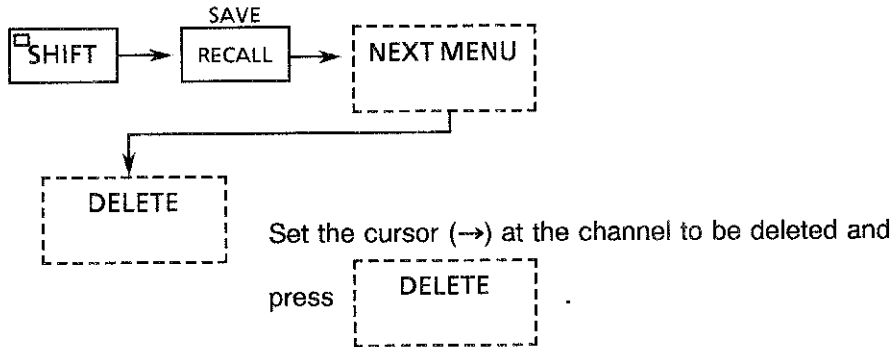 SAVE
SHIFT RECALL NEXT MENU
DELETE
Set the cursor (→) at the channel to be deleted and
press DELETE .